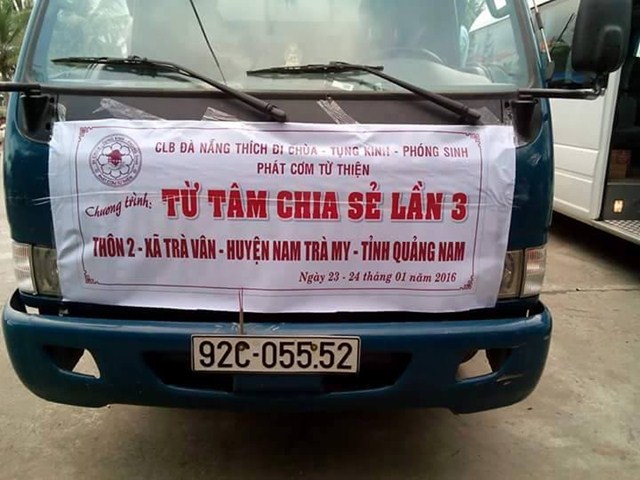 CLB ĐÀ NẴNG THÍCH ĐI CHÙA - TỤNG KINH - PHÓNG SINH
PHÁT CƠM TỪ THIỆN
Chương trình: TỪ TÂM CHIA SẺ LẦN 3
THÔN 2 - XÃ TRÀ VÂN - HUYỆN NAM TRÀ MY - TỈNH QUẢNG NAM
Ngày 23 - 24 tháng 01 năm 2016
92C-055.52